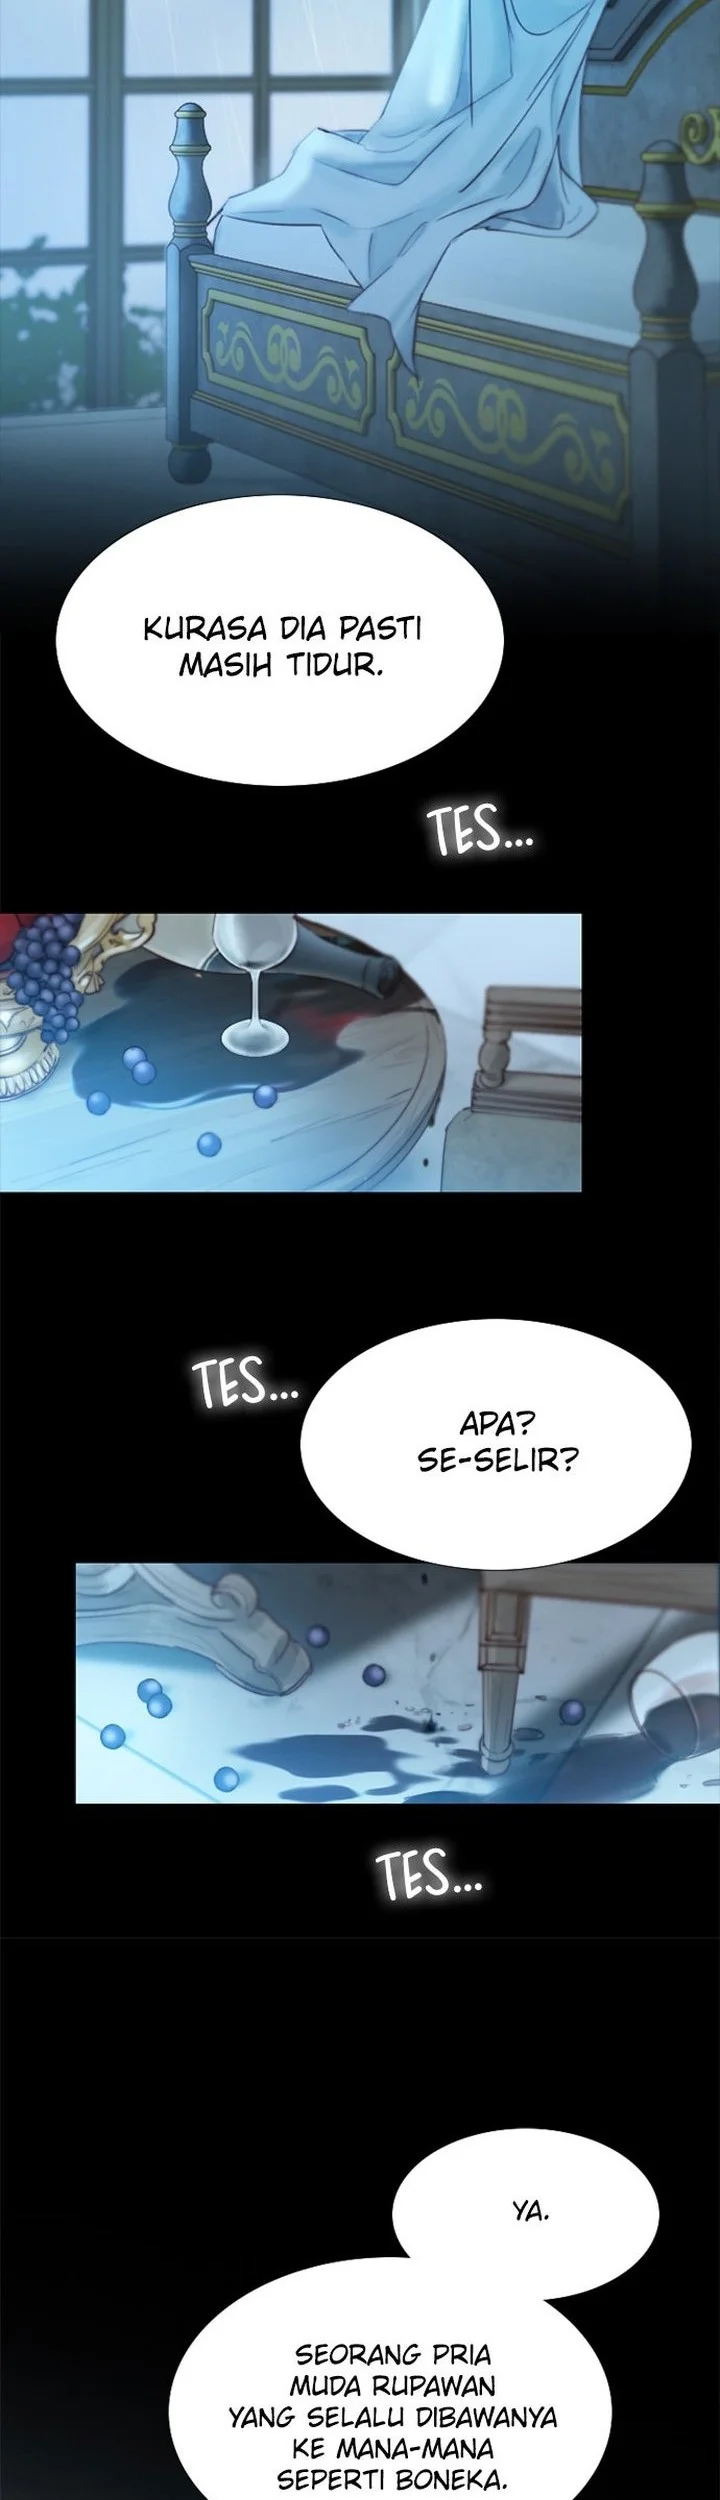 KURASA DIA PASTI
MASIH TIDUR.
TES...
TES...
APA?
SE-SELIR?
TES...
YA.
SEORANG PRIA
MUDA RUPAWAN
YANG SELALU DIBAWANYA
KE MANA-MANA
SEPERTI BONEKA.